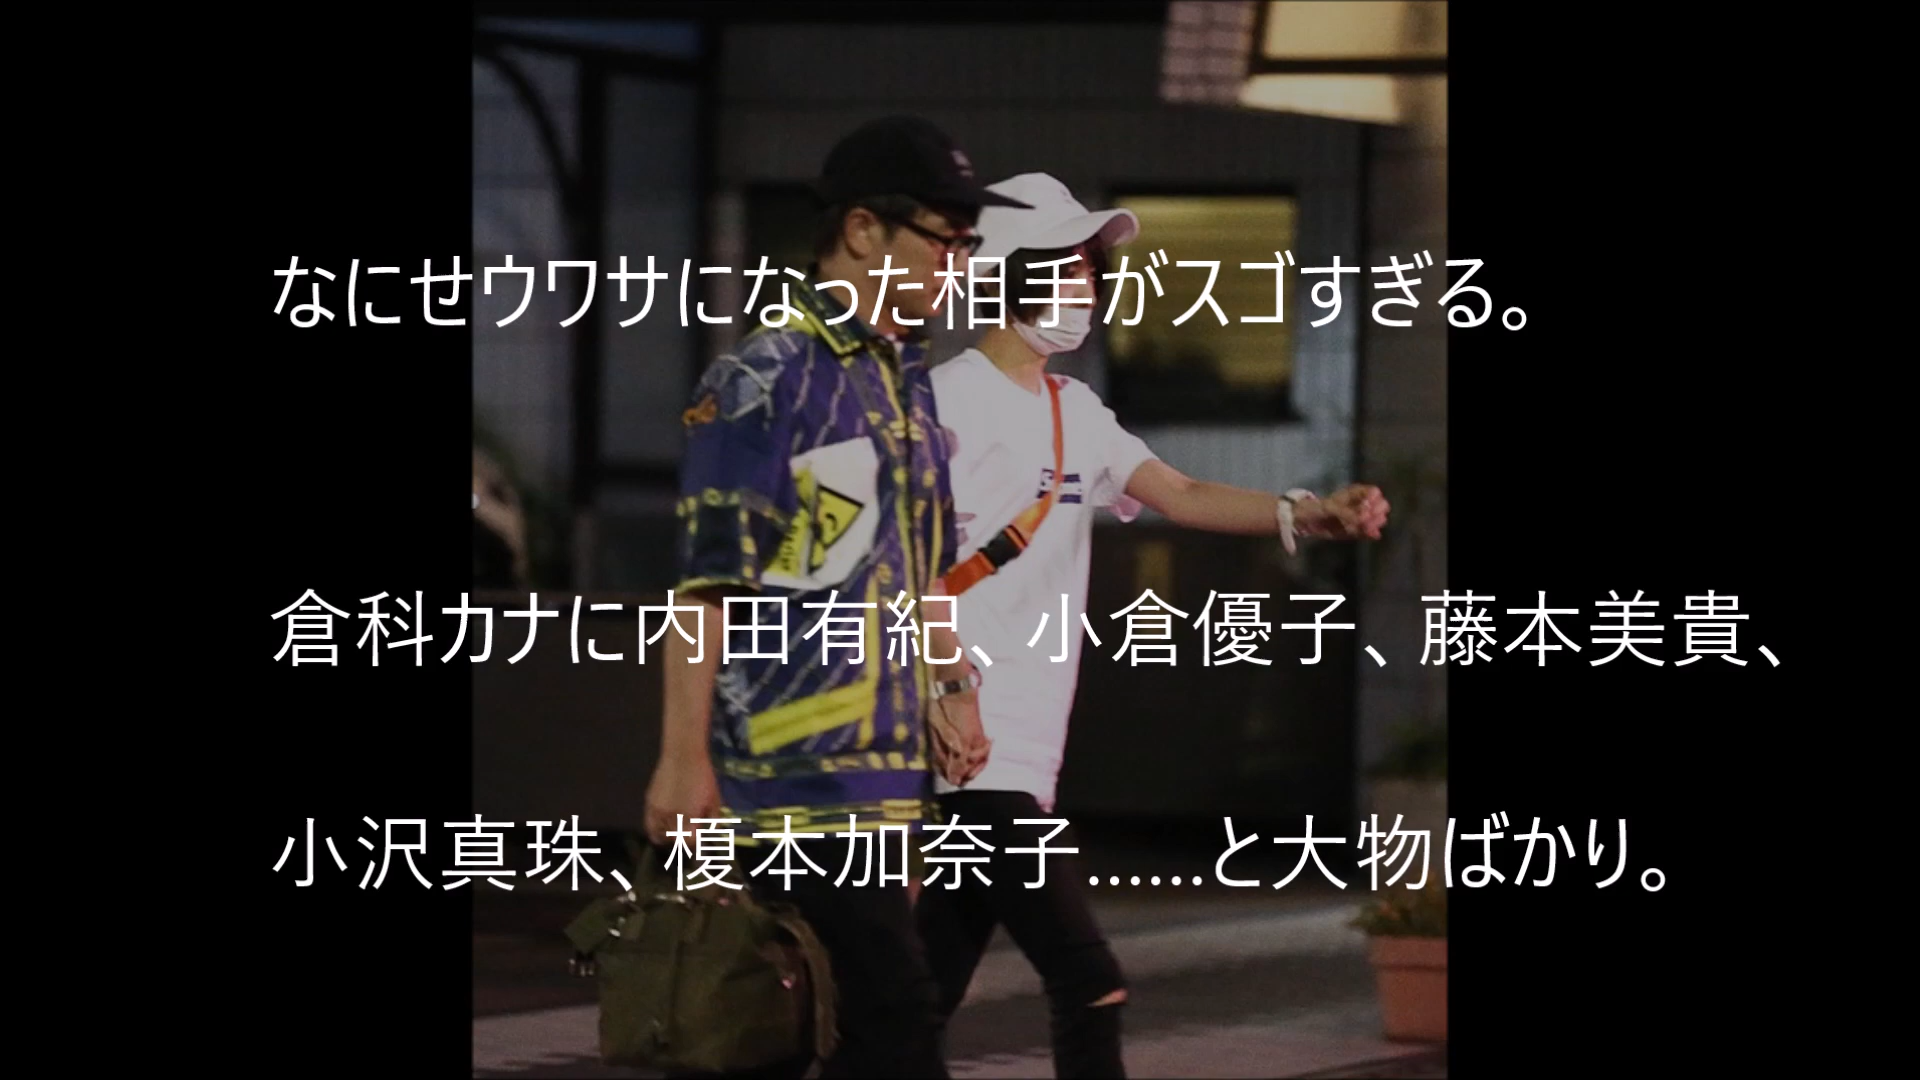 なにせウワサになった相手がスゴすぎる。
倉科カナに内田有紀、小倉優子、藤本美貴、
小沢真珠、榎本加奈子……と大物ばかり。